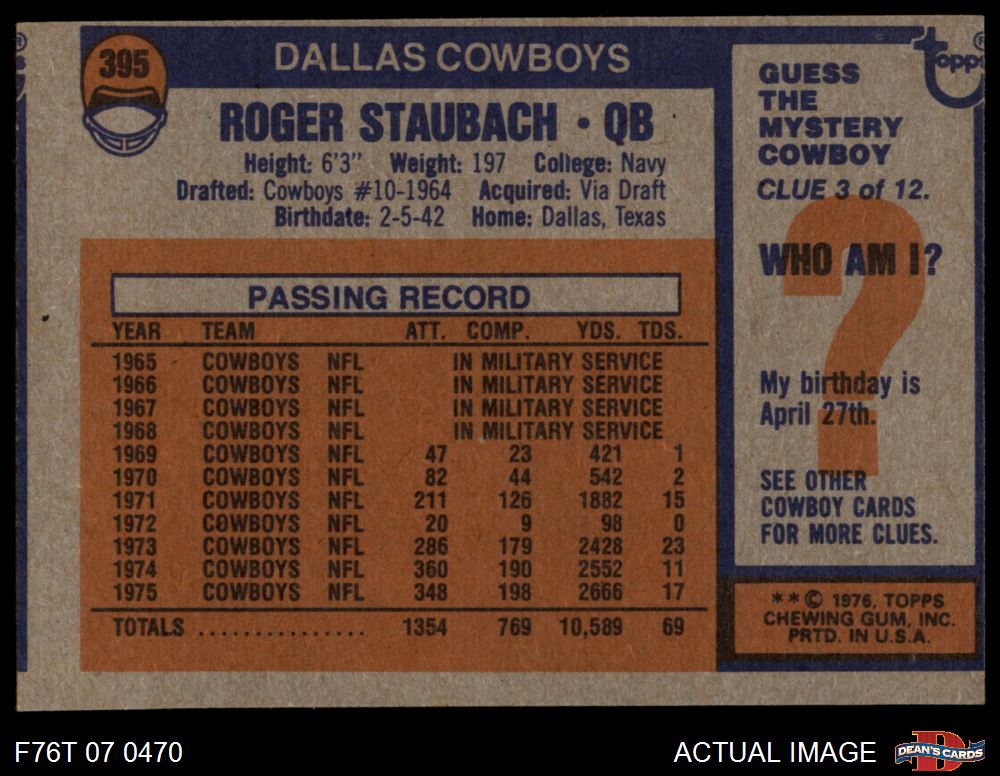 395
DALLAS COWBOYS
ROGER STAUBACH • QB
Height: 6'3" Weight: 197 College: Navy
Drafted: Cowboys #10-1964 Acquired: Via Draft
Birthdate: 2-5-42 Home: Dallas, Texas
PASSING RECORD
YEAR TEAM ATT. COMP. YDS. TDS.
1965 COWBOYS NFL IN MILITARY SERVICE
1966 COWBOYS NFL IN MILITARY SERVICE
1967 COWBOYS NFL IN MILITARY SERVICE
1968 COWBOYS NFL IN MILITARY SERVICE
1969 COWBOYS NFL 47 23 421 1
1970 COWBOYS NFL 82 44 542 2
1971 COWBOYS NFL 211 126 1882 15
1972 COWBOYS NFL 20 9 98 0
1973 COWBOYS NFL 286 179 2428 23
1974 COWBOYS NFL 360 190 2552 11
1975 COWBOYS NFL 348 198 2666 17
TOTALS ............... 1354 769 10,589 69
topps
GUESS
THE
MYSTERY
COWBOY
CLUE 3 of 12.
?
WHO AM I?
My birthday is
April 27th.
SEE OTHER
COWBOY CARDS
FOR MORE CLUES.
**© 1976, TOPPS
CHEWING GUM, INC.
PRTD. IN U.S.A.
F76T 07 0470
ACTUAL IMAGE
D
DEAN'S CARDS